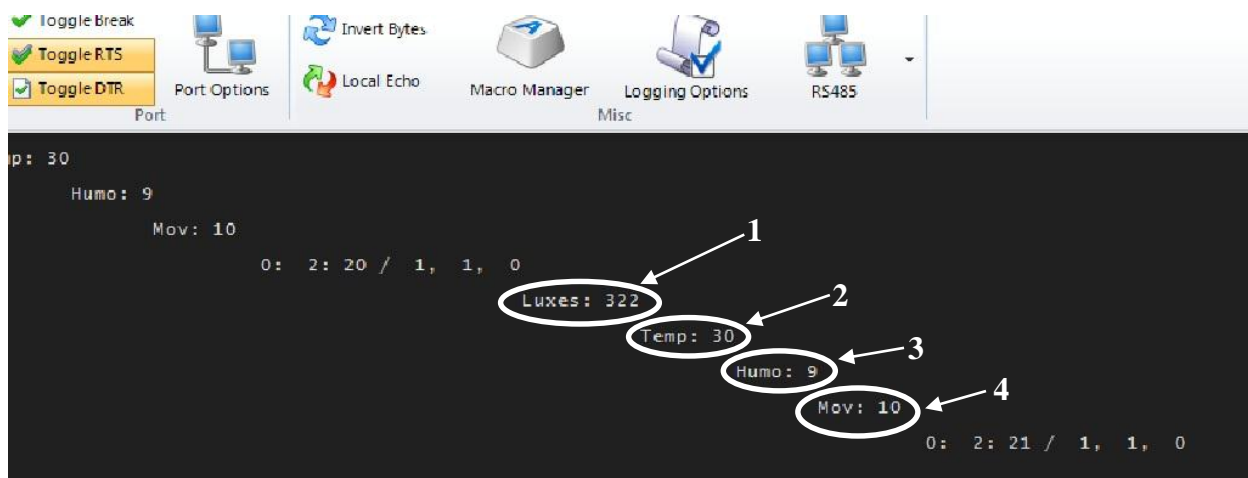 Toggle Break
Invert Bytes
Toggle RTS
Local Echo
Toggle DTR
Port Options
Macro Manager
Logging Options
RS485
Port
Misc
p: 30
Humo: 9
Mov: 10
0: 2: 20 / 1, 1, 0
1
Luxes: 322
2
Temp: 30
3
Humo: 9
4
Mov: 10
0: 2: 21 / 1, 1, 0